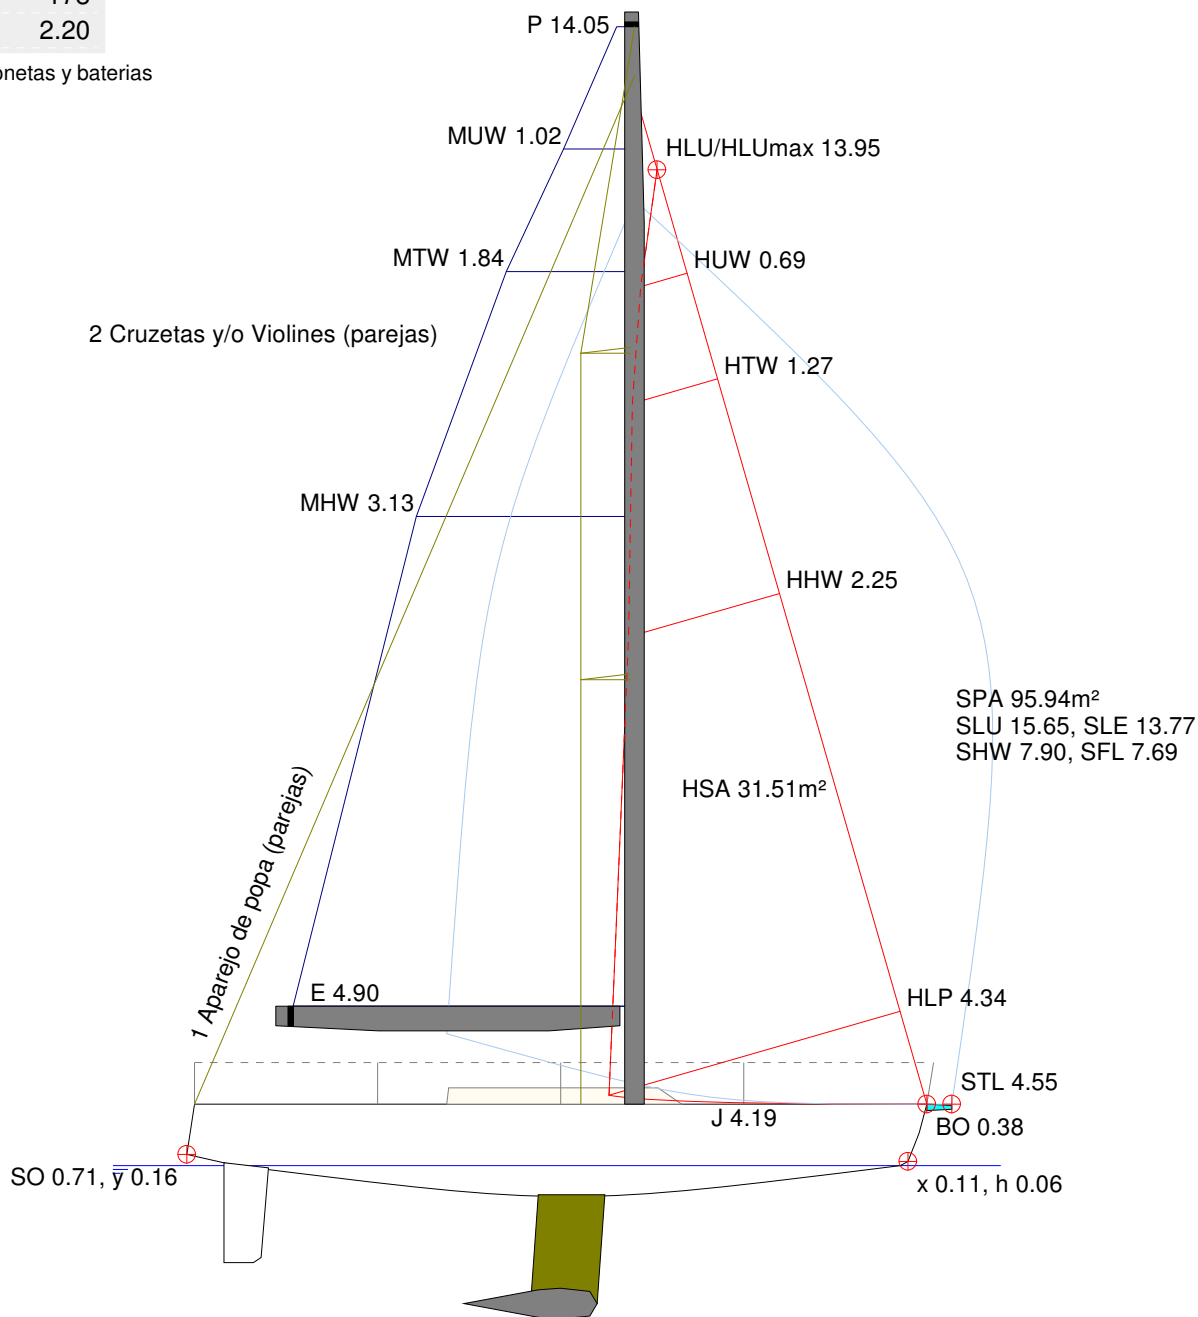 2.20
P 14.05
y baterias
MUW 1.02
HLU/HLUmax 13.95
MTW 1.84
HUW 0.69
2 Cruzetas y/o Violines (parejas)
HTW 1.27
MHW 3.13
HHW 2.25
SPA 95.94m²
SLU 15.65, SLE 13.77
SHW 7.90, SFL 7.69
HSA 31.51m²
1 Aparejo de popa (parejas)
E 4.90
HLP 4.34
STL 4.55
J 4.19
BO 0.38
SO 0.71, y̅ 0.16
x 0.11, h 0.06